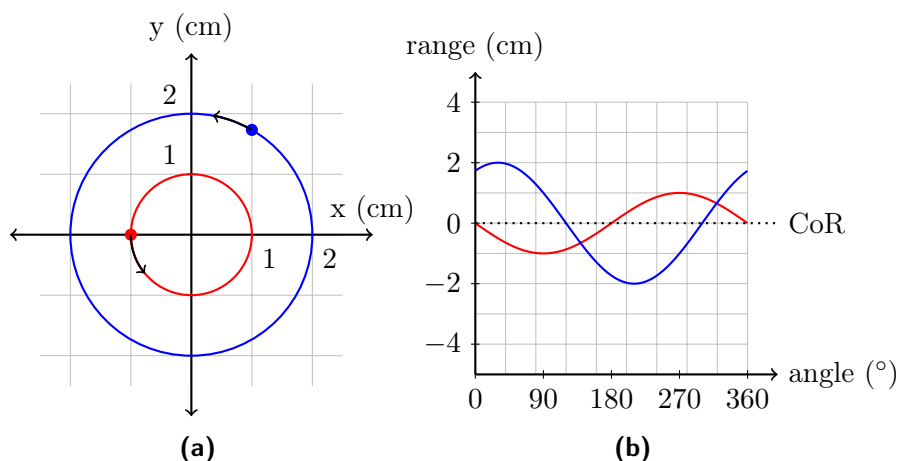 y (cm)
2
1
x (cm)
1
2
(a)
range (cm)
4
2
0
CoR
−2
−4
angle (°)
0
90
180
270
360
(b)